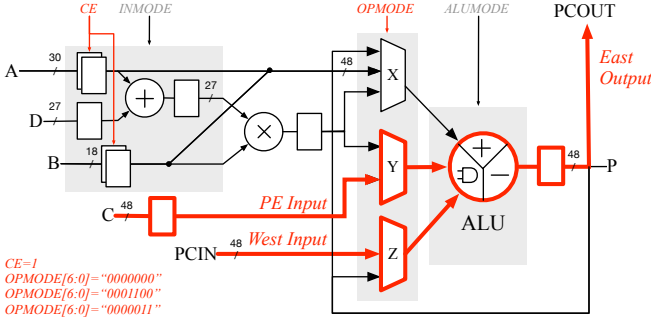 CE
INMODE
OPMODE
ALUMODE
PCOUT
A
30
48
X
East
Output
27
D
27
+
×
B
18
Y
+
−
48
P
C
48
PE Input
ALU
PCIN
48
West Input
Z
CE=1
OPMODE[6:0]=“0000000”
OPMODE[6:0]=“0001100”
OPMODE[6:0]=“0000011”